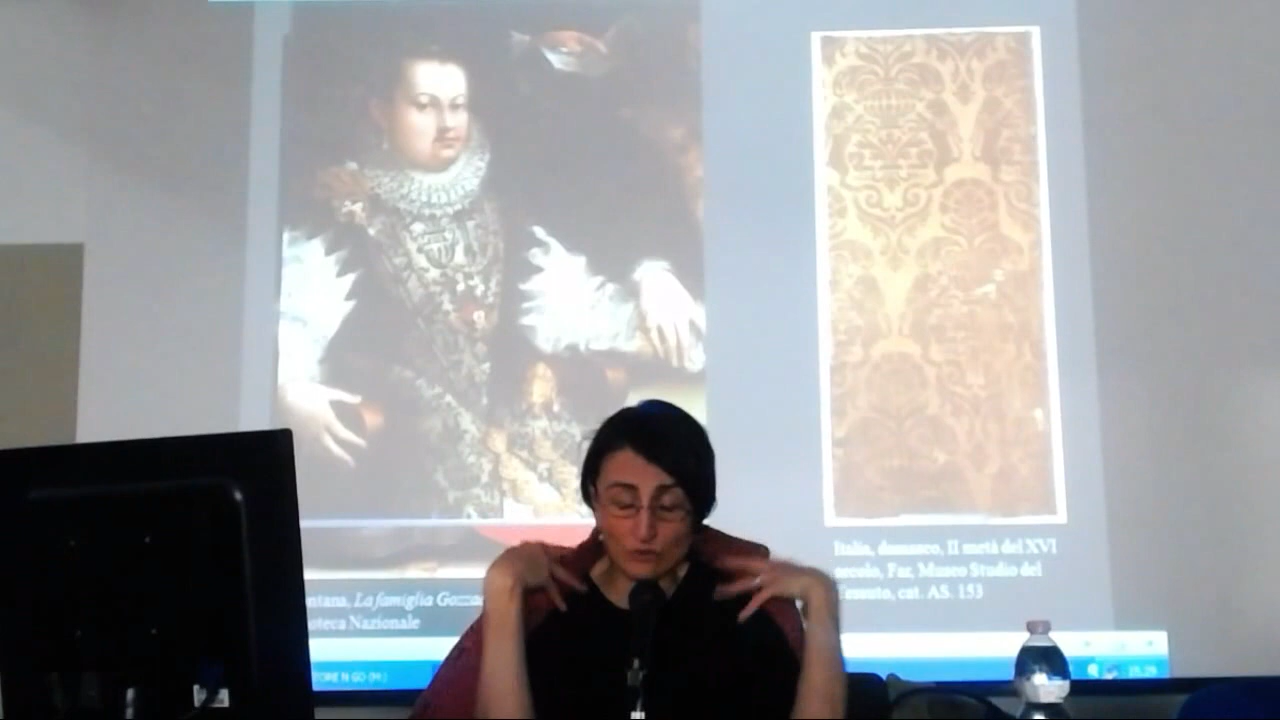 ntana, La famiglia Gozza
oteca Nazionale
Italia, damasco, II metà del XVI
secolo, Far, Museo Studio del
Tessuto, cat. AS. 153